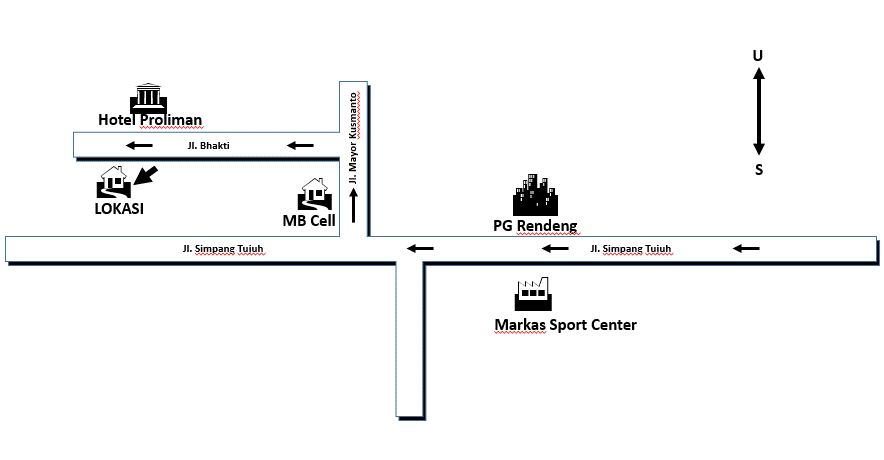 U
Hotel Proliman
Jl. Mayor Kusmanto
Jl. Bhakti
S
LOKASI
MB Cell
PG Rendeng
Jl. Simpang Tujuh
Jl. Simpang Tujuh
Markas Sport Center